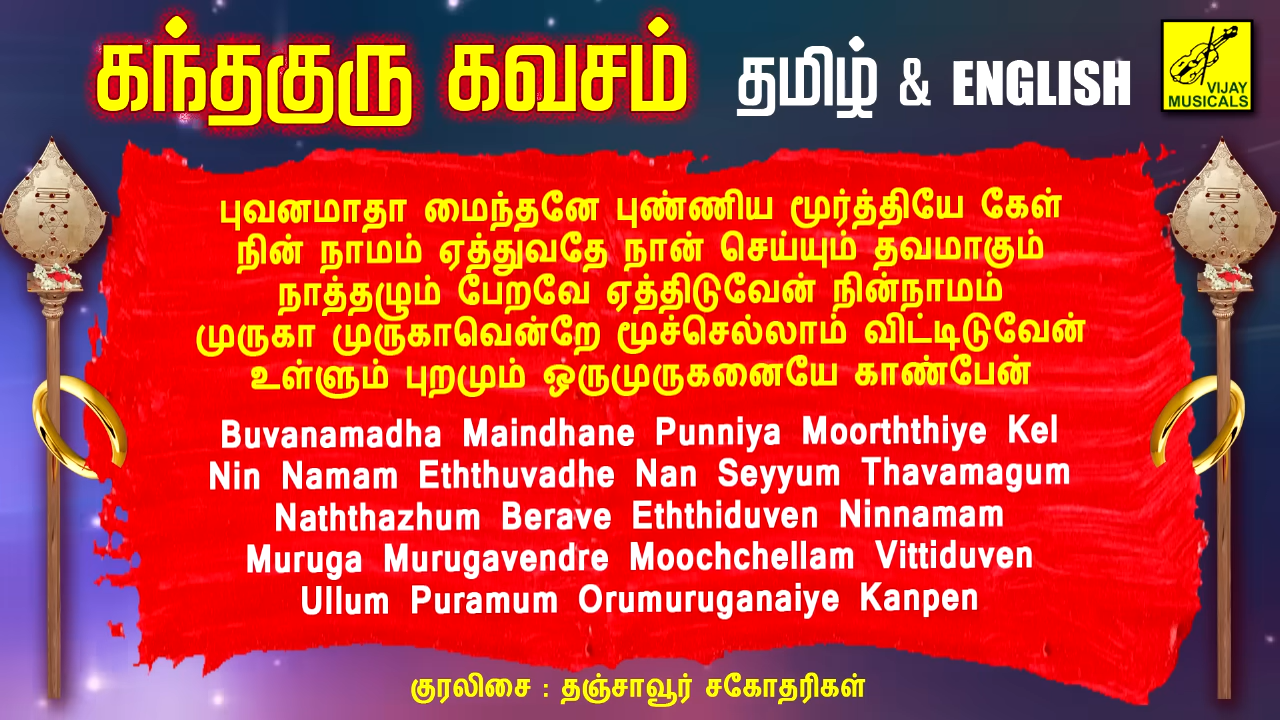 கந்தகுரு கவசம் தமிழ் & ENGLISH
VIJAY
MUSICALS
புவனமாதா மைந்தனே புண்ணிய மூர்த்தியே கேள்
நின் நாமம் ஏத்துவதே நான் செய்யும் தவமாகும்
நாத்தழும் பேறவே ஏத்திடுவேன் நின்நாமம்
முருகா முருகாவென்றே மூச்செல்லாம் விட்டிடுவேன்
உள்ளும் புறமும் ஒருமுருகனையே காண்பேன்
Buvanamadha Maindhane Punniya Moorththiye Kel
Nin Namam Eththuvadhe Nan Seyyum Thavamagum
Naththazhum Berave Eththiduven Ninnamam
Muruga Murugavendre Moochchellam Vittiduven
Ullum Puramum Orumuruganaiye Kanpen
குரலிசை : தஞ்சாவூர் சகோதரிகள்